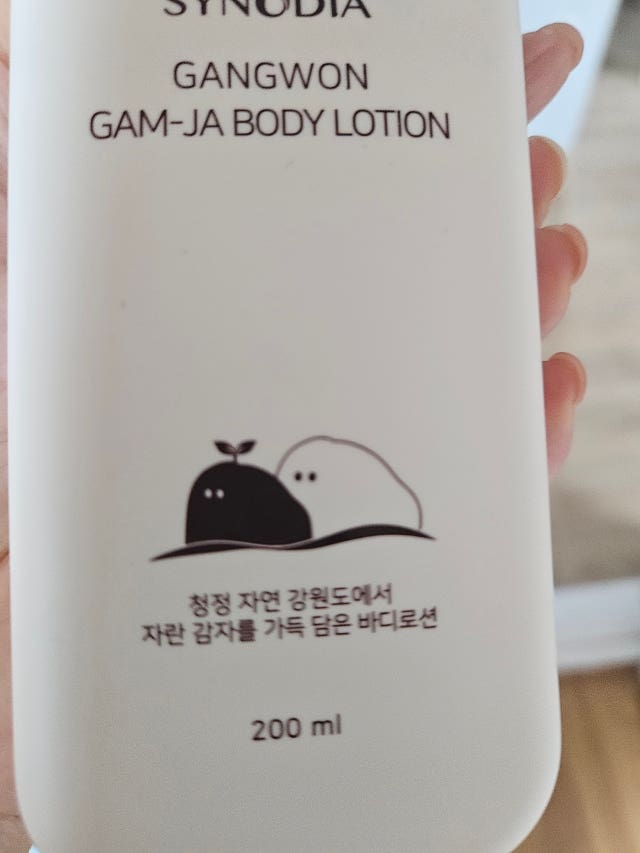 SYNODIA
GANGWON
GAM-JA BODY LOTION
청정 자연 강원도에서
자란 감자를 가득 담은 바디로션
200 ml